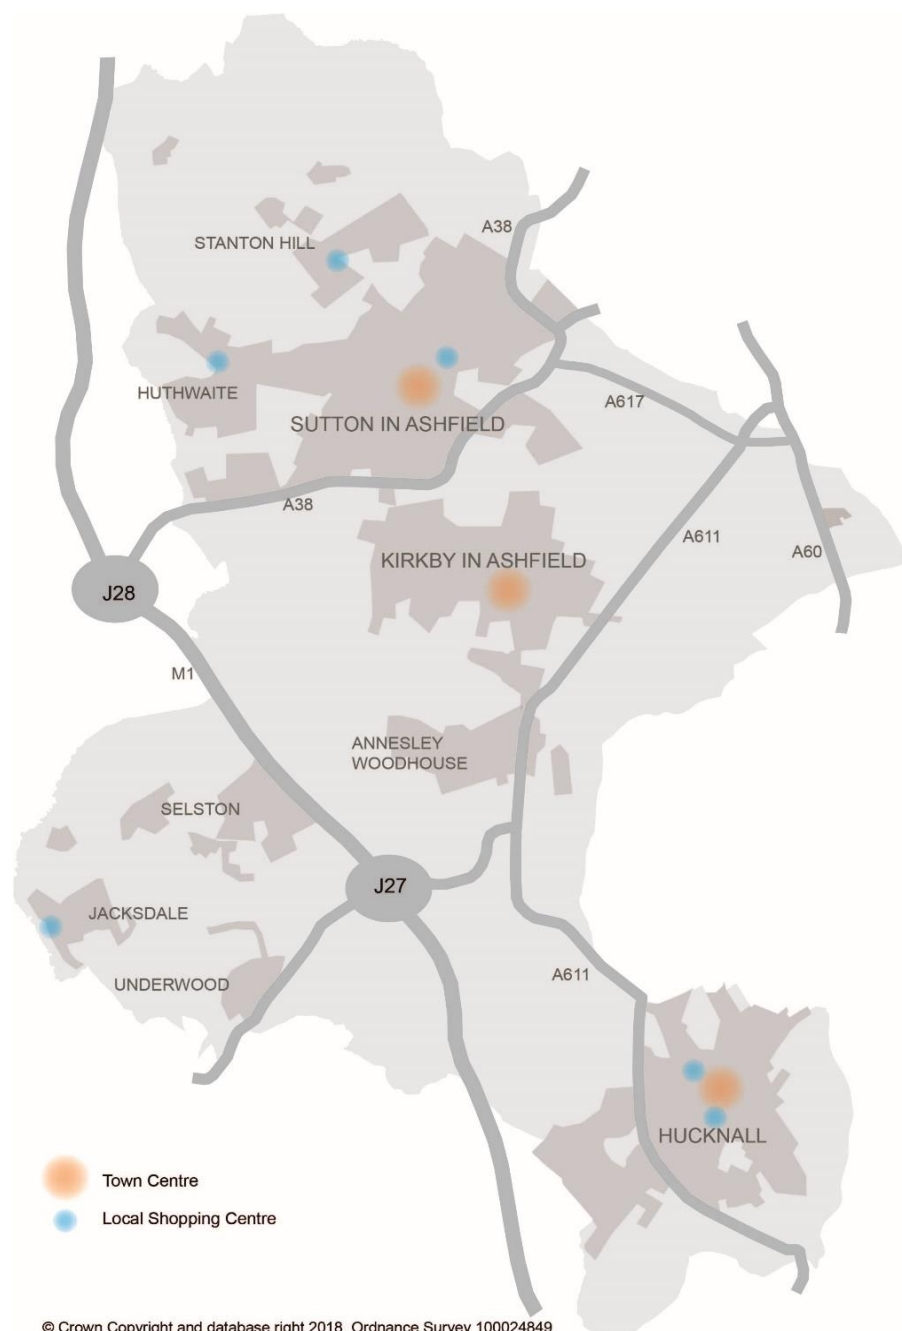 A38
STANTON HILL
HUTHWAITE
A617
SUTTON IN ASHFIELD
A38
A611
A60
KIRKBY IN ASHFIELD
J28
M1
ANNESLEY
WOODHOUSE
SELSTON
J27
JACKSDALE
A611
UNDERWOOD
HUCKNALL
Town Centre
Local Shopping Centre
© Crown Copyright and database right 2018. Ordnance Survey 100024849